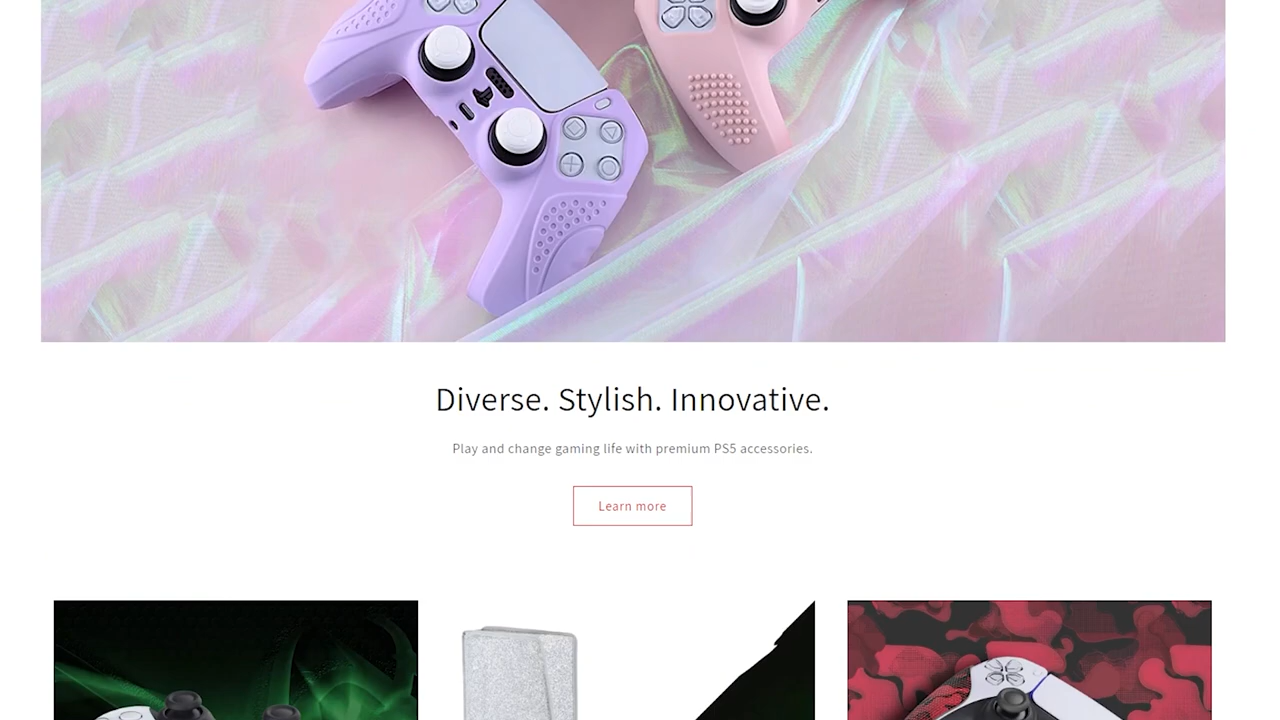 Diverse. Stylish. Innovative.
Play and change gaming life with premium PS5 accessories.
Learn more